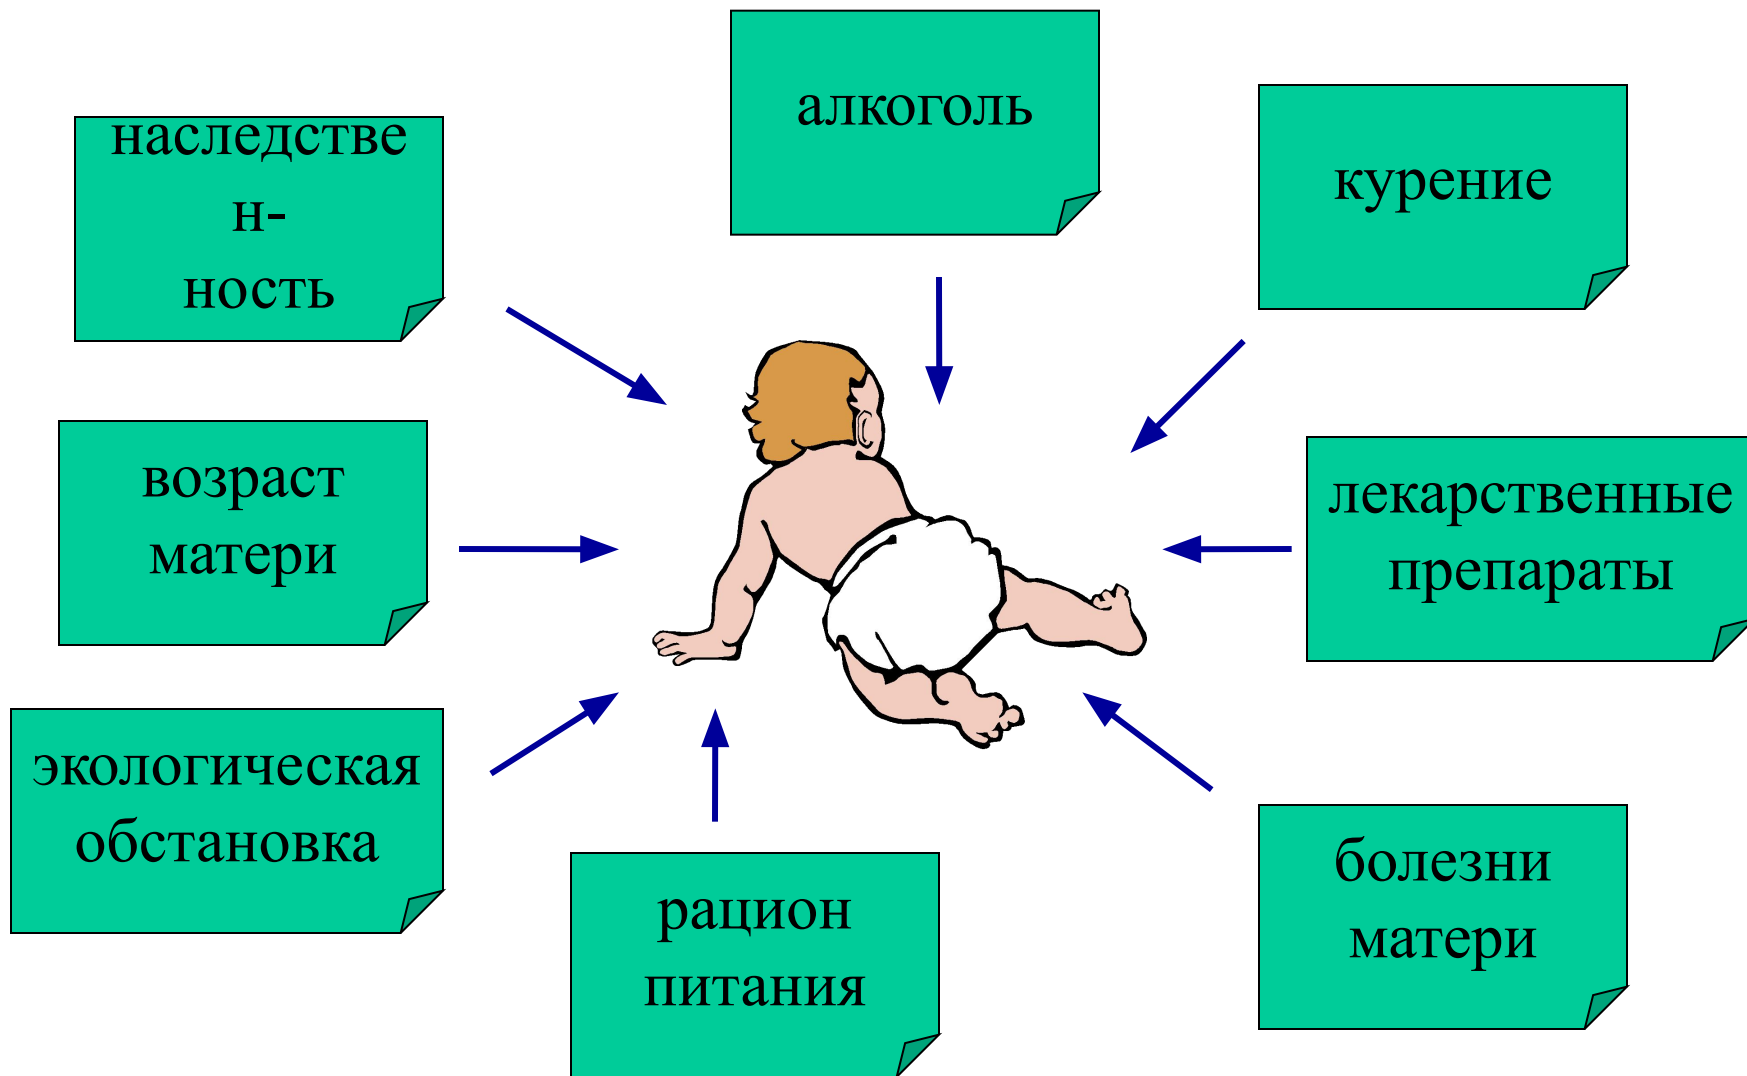 алкоголь
наследстве
н-
ность
курение
возраст
матери
лекарственные
препараты
экологическая
обстановка
рацион
питания
болезни
матери